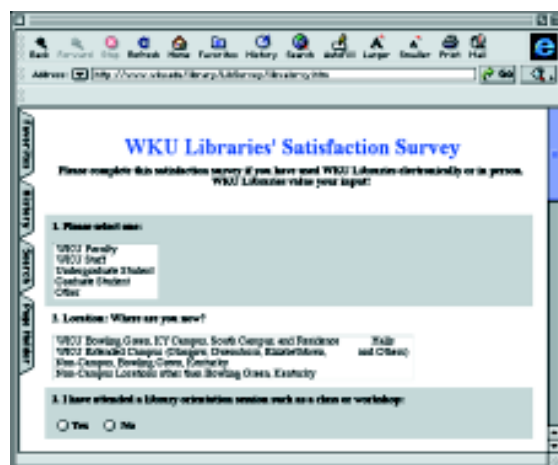 Back Forward Stop Refresh Home Favorites History Search AutoFill Larger Smaller Print Mail
Address:
Go
Favorites
History
Search
Page Holder
WKU Libraries' Satisfaction Survey
Please complete this satisfaction survey if you have used WKU Libraries electronically or in person.
WKU Libraries value your input!
1. Please select one:
WKU Faculty
WKU Staff
Undergraduate Student
Graduate Student
Other
2. Location: Where are you now?
WKU Bowling Green, KY Campus, South Campus, and Residence Halls
WKU Extended Campus (Glasgow, Owensboro, and Others)
Non-Campus, Bowling Green, Kentucky
Non-Campus Locations other than Bowling Green, Kentucky
3. I have attended a library orientation session such as a class or workshop:
Yes No